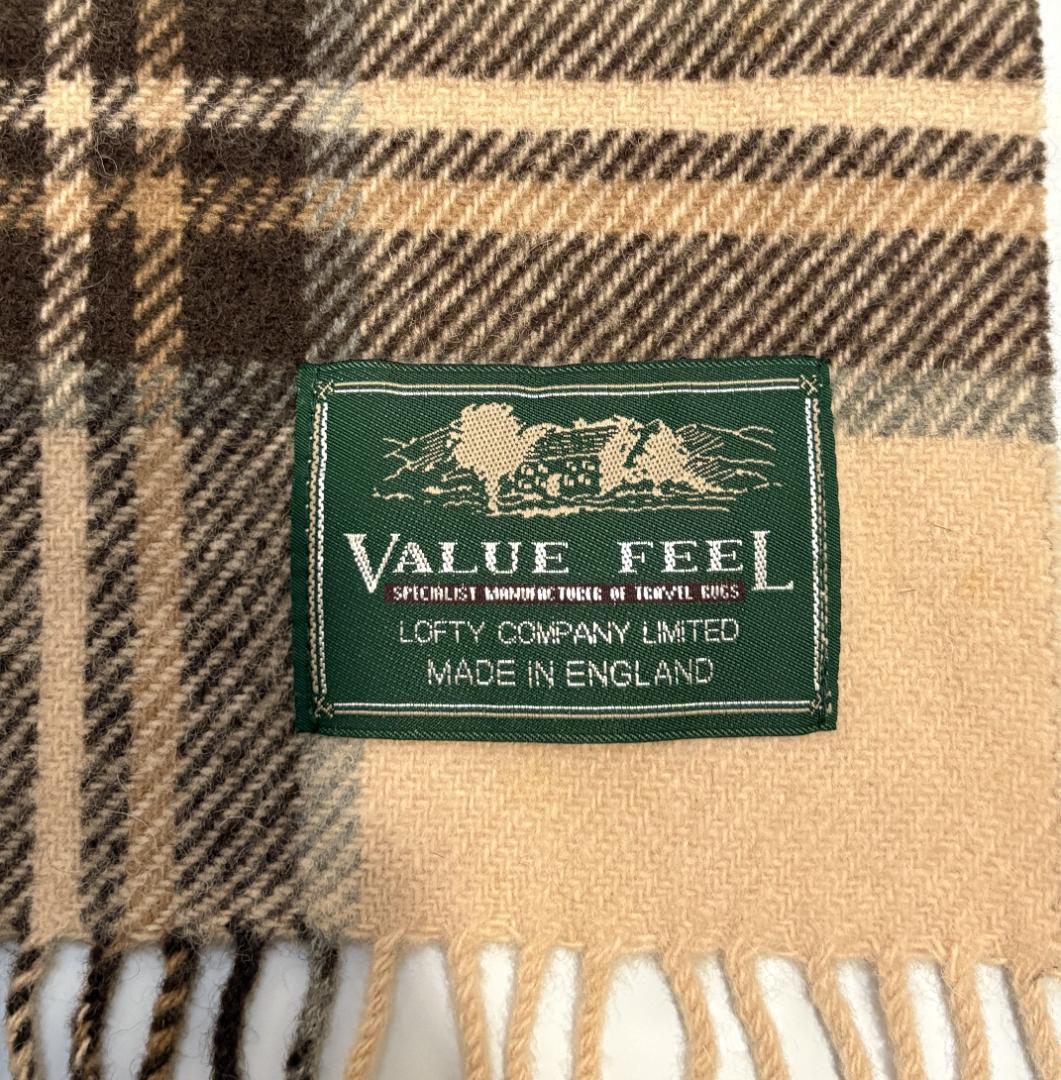 VALUE FEEL
SPECIALIST MANUFACTURER OF TRAVEL RUGS
LOFTY COMPANY LIMITED
MADE IN ENGLAND